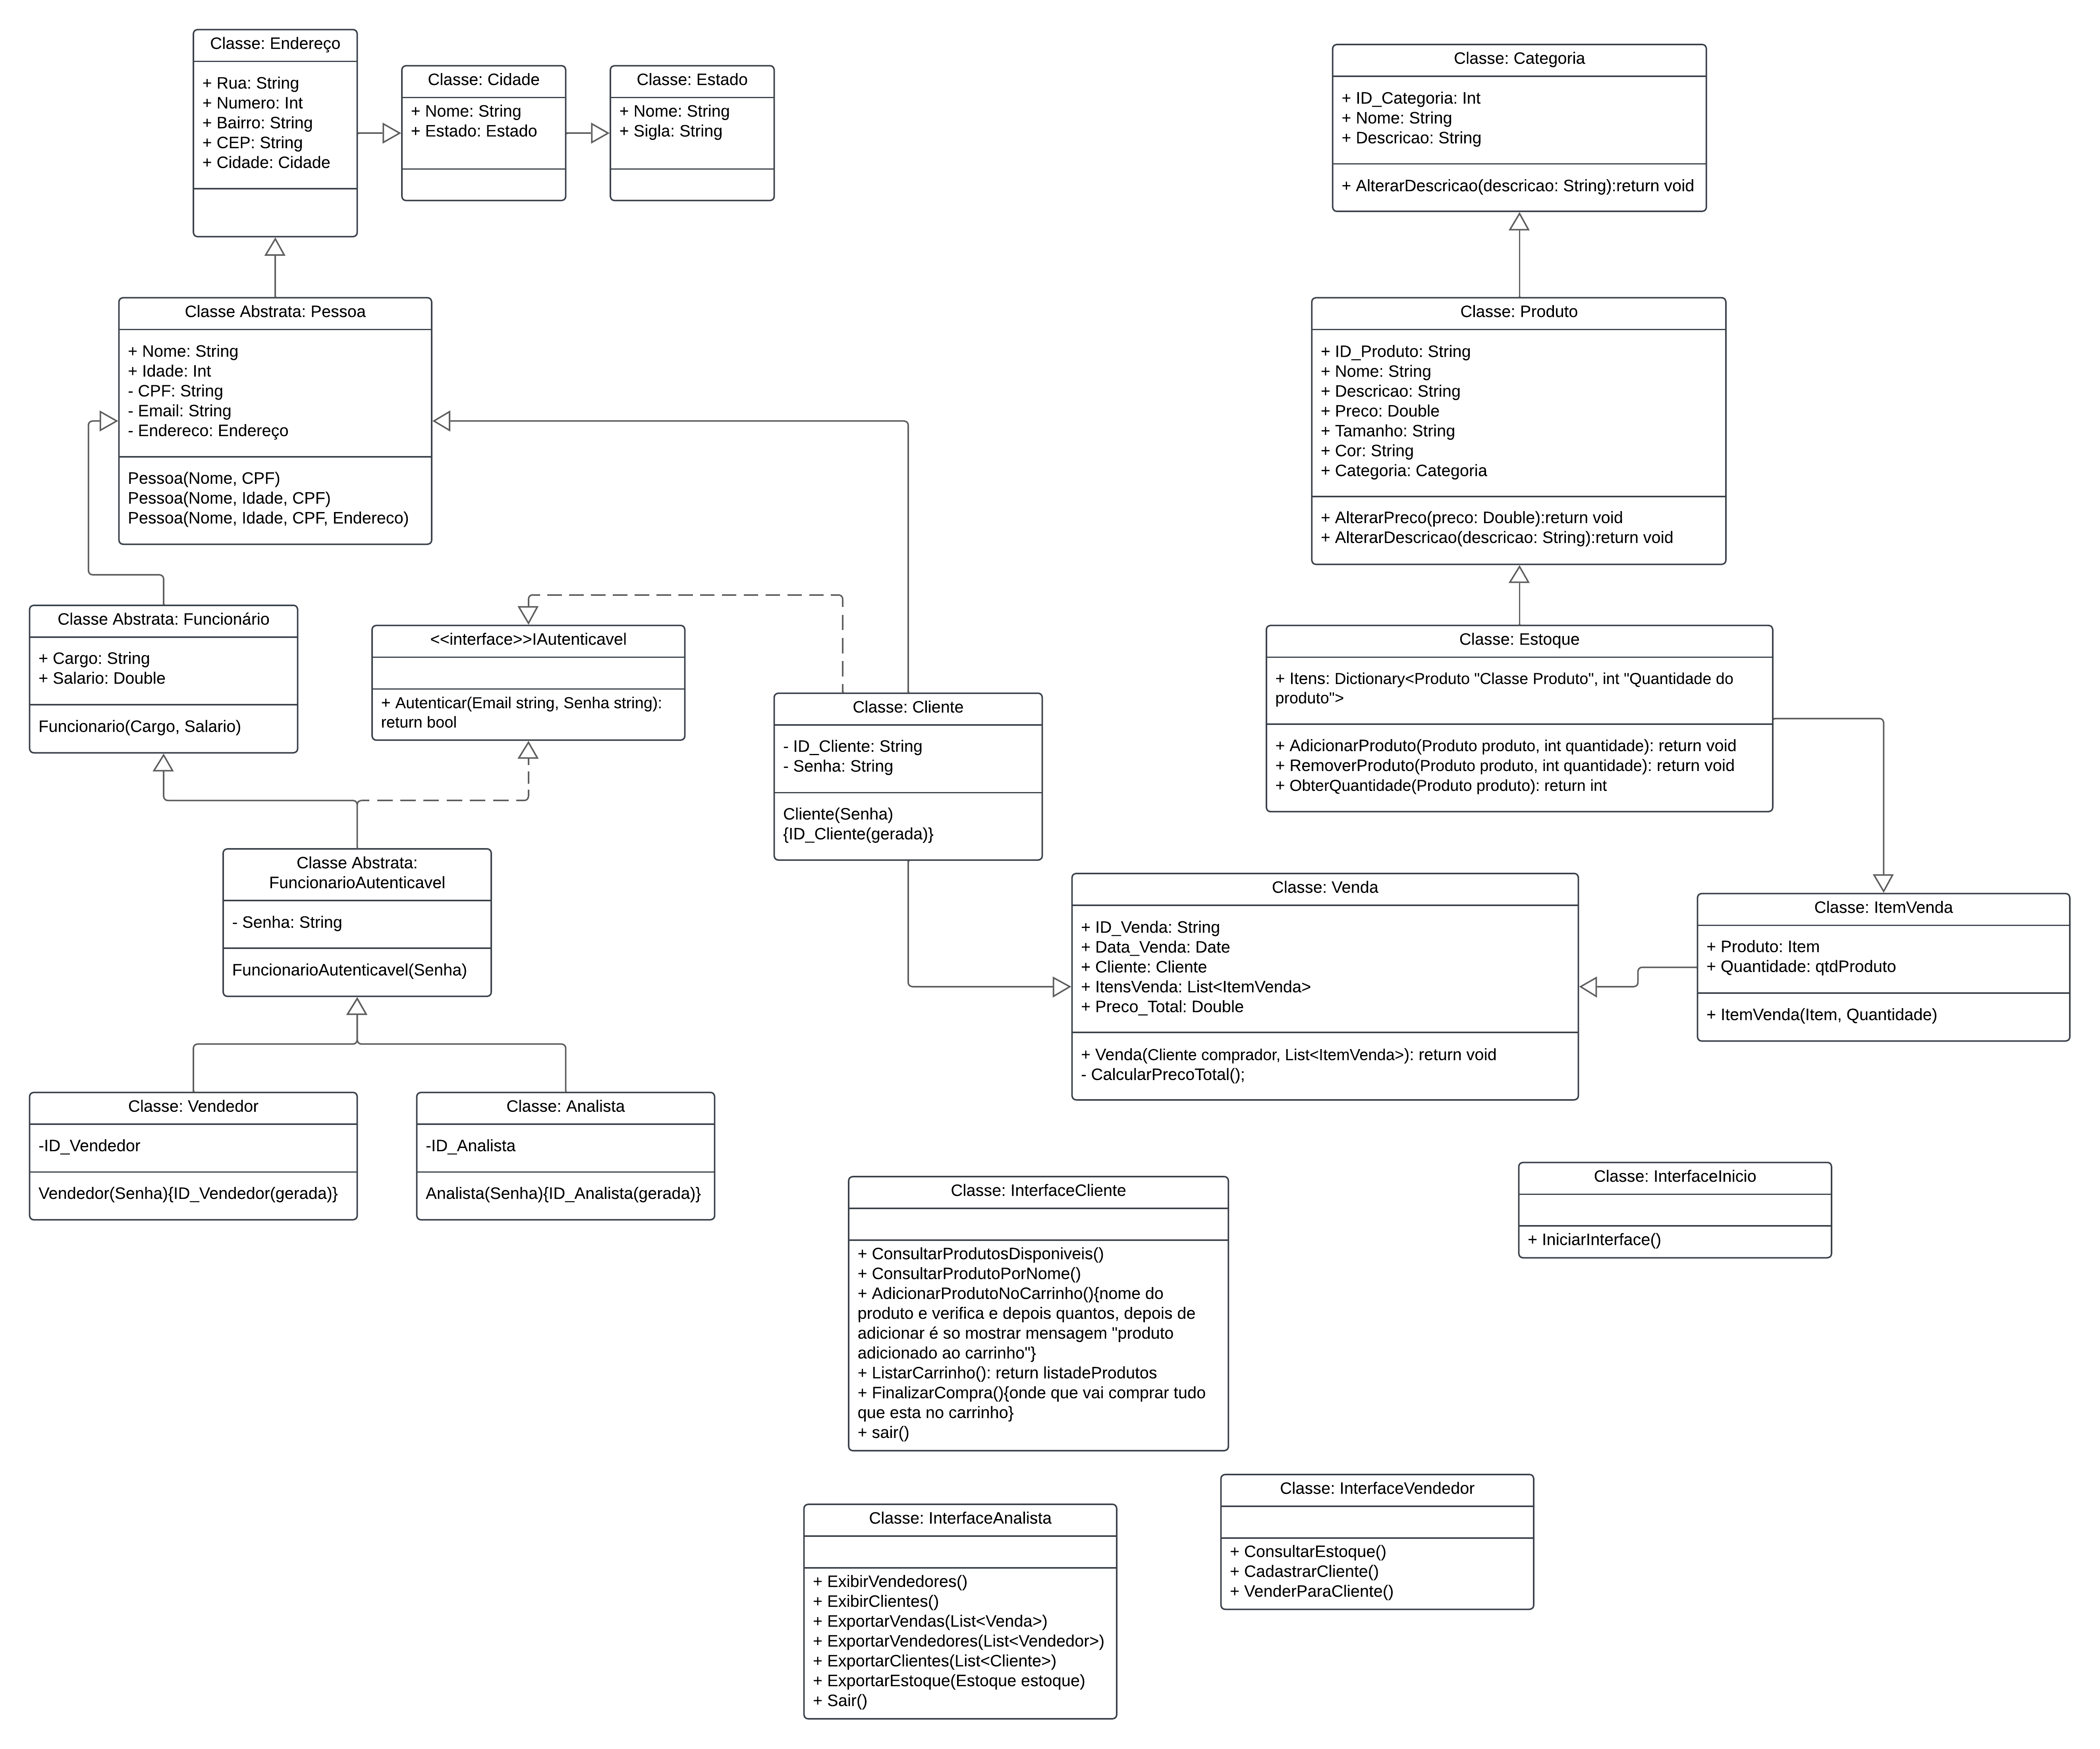 Classe: Endereço
+ Rua: String
+ Numero: Int
+ Bairro: String
+ CEP: String
+ Cidade: Cidade
Classe: Cidade
+ Nome: String
+ Estado: Estado
Classe: Estado
+ Nome: String
+ Sigla: String
Classe: Categoria
+ ID_Categoria: Int
+ Nome: String
+ Descricao: String
+ AlterarDescricao(descricao: String):return void
Classe Abstrata: Pessoa
+ Nome: String
+ Idade: Int
- CPF: String
- Email: String
- Endereco: Endereço
Pessoa(Nome, CPF)
Pessoa(Nome, Idade, CPF)
Pessoa(Nome, Idade, CPF, Endereco)
Classe: Produto
+ ID_Produto: String
+ Nome: String
+ Descricao: String
+ Preco: Double
+ Tamanho: String
+ Cor: String
+ Categoria: Categoria
+ AlterarPreco(preco: Double):return void
+ AlterarDescricao(descricao: String):return void
Classe Abstrata: Funcionário
+ Cargo: String
+ Salario: Double
Funcionario(Cargo, Salario)
<<interface>>IAutenticavel
+ Autenticar(Email string, Senha string):
return bool
Classe: Cliente
- ID_Cliente: String
- Senha: String
Cliente(Senha)
{ID_Cliente(gerada)}
Classe: Estoque
+ Itens: Dictionary<Produto "Classe Produto", int "Quantidade do
produto">
+ AdicionarProduto(Produto produto, int quantidade): return void
+ RemoverProduto(Produto produto, int quantidade): return void
+ ObterQuantidade(Produto produto): return int
Classe Abstrata:
FuncionarioAutenticavel
- Senha: String
FuncionarioAutenticavel(Senha)
Classe: Venda
+ ID_Venda: String
+ Data_Venda: Date
+ Cliente: Cliente
+ ItensVenda: List<ItemVenda>
+ Preco_Total: Double
+ Venda(Cliente comprador, List<ItemVenda>): return void
- CalcularPrecoTotal();
Classe: ItemVenda
+ Produto: Item
+ Quantidade: qtdProduto
+ ItemVenda(Item, Quantidade)
Classe: Vendedor
-ID_Vendedor
Vendedor(Senha){ID_Vendedor(gerada)}
Classe: Analista
-ID_Analista
Analista(Senha){ID_Analista(gerada)}
Classe: InterfaceCliente
+ ConsultarProdutosDisponiveis()
+ ConsultarProdutoPorNome()
+ AdicionarProdutoNoCarrinho(){nome do
produto e verifica e depois quantos, depois de
adicionar é so mostrar mensagem "produto
adicionado ao carrinho"}
+ ListarCarrinho(): return listadeProdutos
+ FinalizarCompra(){onde que vai comprar tudo
que esta no carrinho}
+ sair()
Classe: InterfaceInicio
+ IniciarInterface()
Classe: InterfaceVendedor
+ ConsultarEstoque()
+ CadastrarCliente()
+ VenderParaCliente()
Classe: InterfaceAnalista
+ ExibirVendedores()
+ ExibirClientes()
+ ExportarVendas(List<Venda>)
+ ExportarVendedores(List<Vendedor>)
+ ExportarClientes(List<Cliente>)
+ ExportarEstoque(Estoque estoque)
+ Sair()